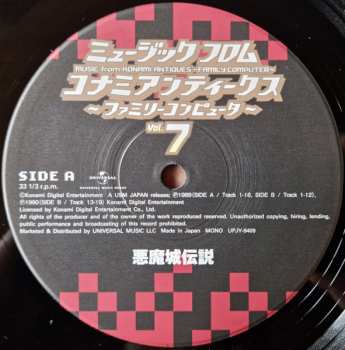 ミュージック フロム
MUSIC from KONAMI ANTIQUES ~FAMILY COMPUTER~
コナミアンティークス
～ファミリーコンピュータ～
Vol. 7
SIDE A
33 1/3 r.p.m.
UNIVERSAL
UNIVERSAL MUSIC GROUP
©Konami Digital Entertainment A USM JAPAN release; ℗1989 (SIDE A / Track 1-16, SIDE B / Track 1-12),
℗1990 (SIDE B / Track 13-19) Konami Digital Entertainment
Licensed by Konami Digital Entertainment Co., Ltd.
All rights of the producer and of the owner of the work reproduced reserved. Unauthorized copying, hiring, lending,
public performance and broadcasting of this record prohibited.
Marketed & Distributed by UNIVERSAL MUSIC LLC Made in Japan MONO UPJY-9409
悪魔城伝説